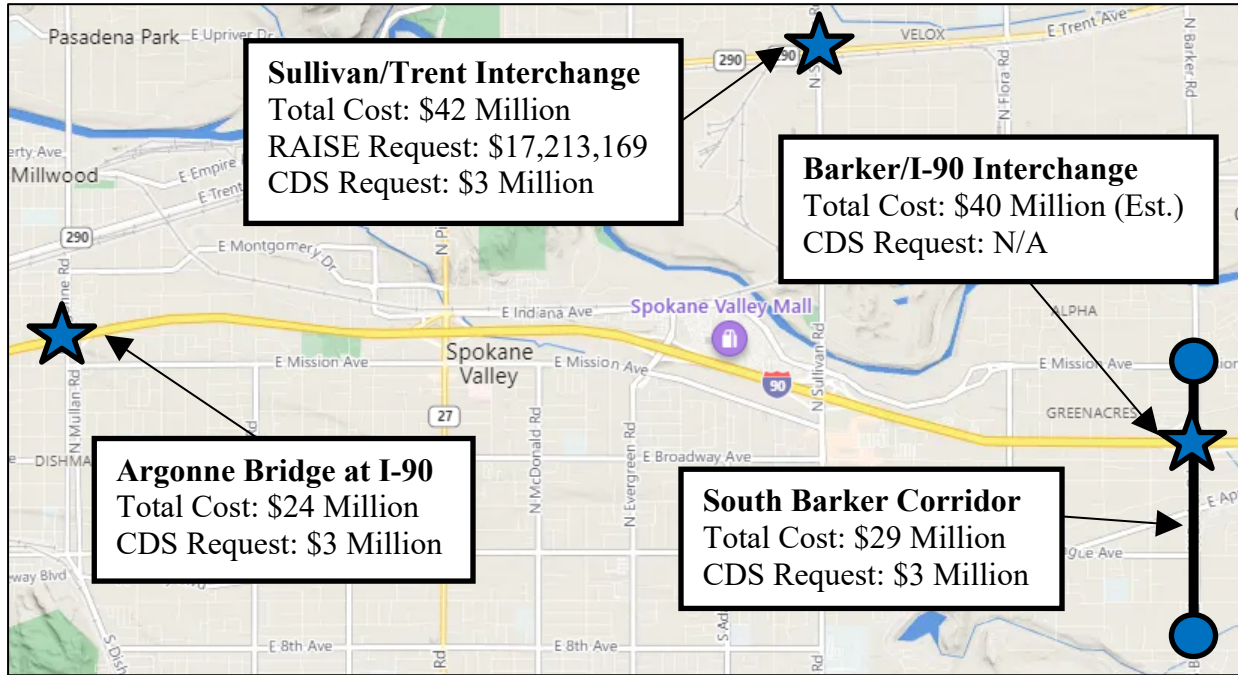 Pasadena Park
E Upriver Dr
290
290
VELOX
E Trent Ave
N Barker Rd
N Flora Rd
Sullivan/Trent Interchange
Total Cost: $42 Million
RAISE Request: $17,213,169
CDS Request: $3 Million
Barker/I-90 Interchange
Total Cost: $40 Million (Est.)
CDS Request: N/A
Millwood
E Empire
E Trent
290
E Montgomery Dr
E Indiana Ave
Spokane Valley Mall
ALPHA
E Mission Ave
Spokane
Valley
E Mission Ave
90
N Sullivan Rd
E Mission Ave
GREENACRES
27
N Mullan Rd
N McDonald Rd
N Evergreen Rd
E Broadway Ave
Argonne Bridge at I-90
Total Cost: $24 Million
CDS Request: $3 Million
South Barker Corridor
Total Cost: $29 Million
CDS Request: $3 Million
E 8th Ave
E 8th Ave
Rd